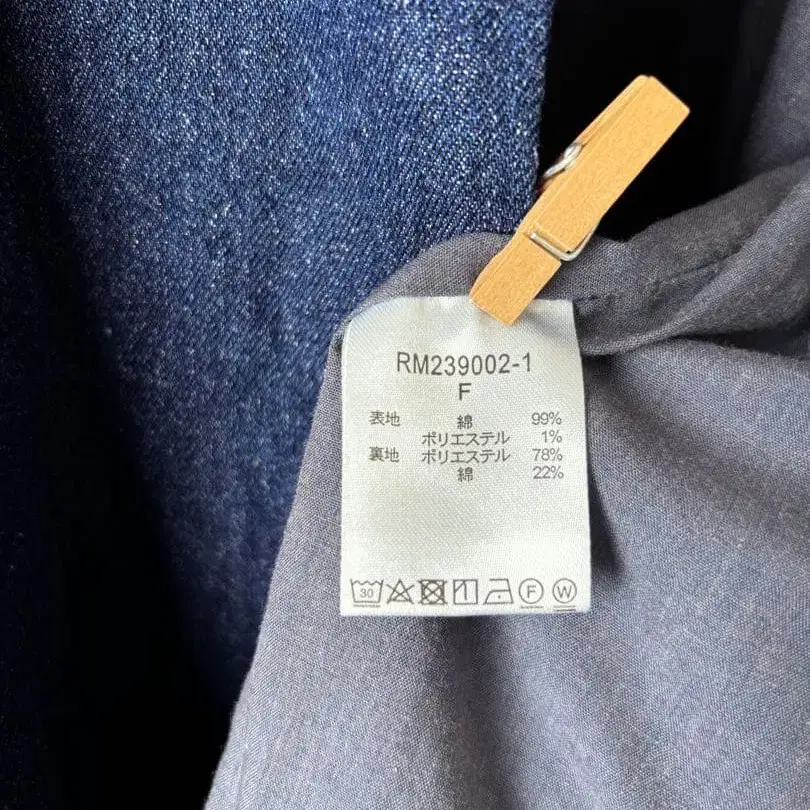 RM239002-1
F
表地 綿 99%
ポリエステル 1%
裏地 ポリエステル 78%
綿 22%
30 F W